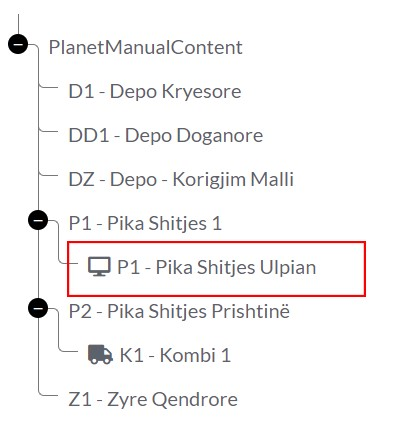 PlanetManualContent
D1 - Depo Kryesore
DD1 - Depo Doganore
DZ - Depo - Korigjim Malli
P1 - Pika Shitjes 1
P1 - Pika Shitjes Ulpian
P2 - Pika Shitjes Prishtinë
K1 - Kombi 1
Z1 - Zyre Qendrore